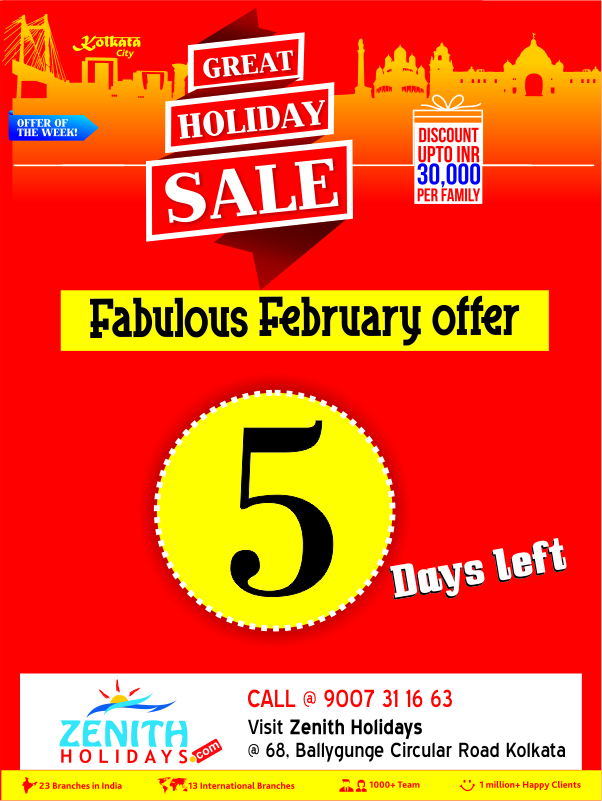 Kolkata
City
OFFER OF
THE WEEK!
GREAT
HOLIDAY
SALE
DISCOUNT
UPTO INR
30,000
PER FAMILY
Fabulous February offer
5
Days left
ZENITH
HOLIDAYS.com
CALL @ 9007 31 16 63
Visit Zenith Holidays
@ 68, Ballygunge Circular Road Kolkata
23 Branches in India
13 International Branches
1000+ Team
1 million+ Happy Clients